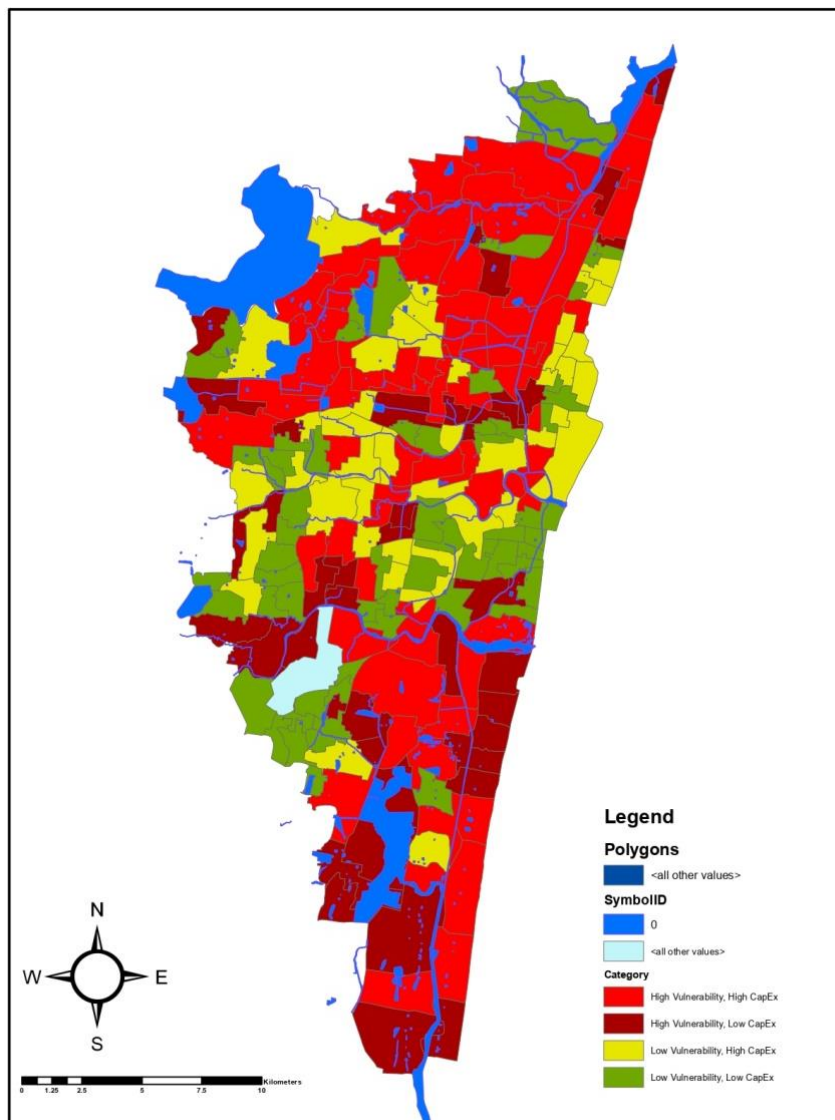 Legend
Polygons
<all other values>
SymbolID
0
<all other values>
Category
High Vulnerability, High CapEx
High Vulnerability, Low CapEx
Low Vulnerability, High CapEx
Low Vulnerability, Low CapEx
N
W E
S
Kilometers
0 1.25 2.5 5 7.5 10